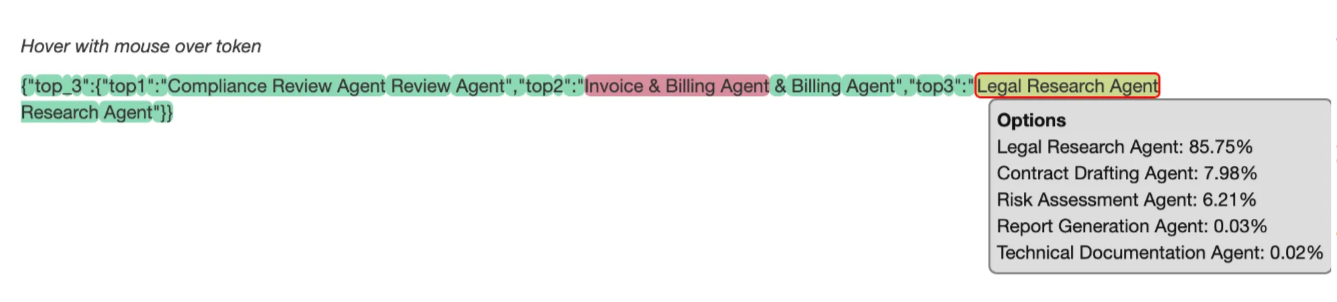 Hover with mouse over token
{"top_3":{"top1":"Compliance Review Agent Review Agent","top2":"Invoice & Billing Agent & Billing Agent","top3":"Legal Research Agent
Research Agent"}}
Options
Legal Research Agent: 85.75%
Contract Drafting Agent: 7.98%
Risk Assessment Agent: 6.21%
Report Generation Agent: 0.03%
Technical Documentation Agent: 0.02%